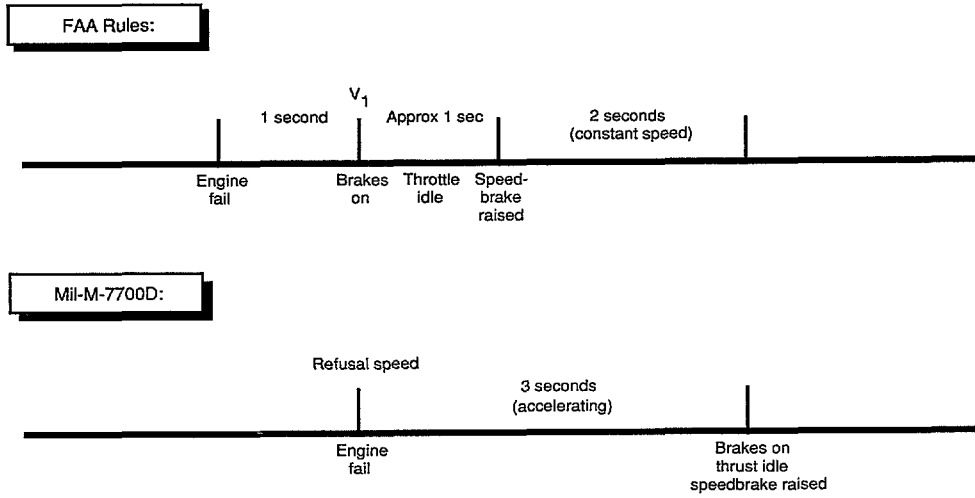 FAA Rules:
V1
1 second
Approx 1 sec
2 seconds
(constant speed)
Engine
fail
Brakes
on
Throttle
idle
Speed-
brake
raised
Mil-M-7700D:
Refusal speed
3 seconds
(accelerating)
Engine
fail
Brakes on
thrust idle
speedbrake raised